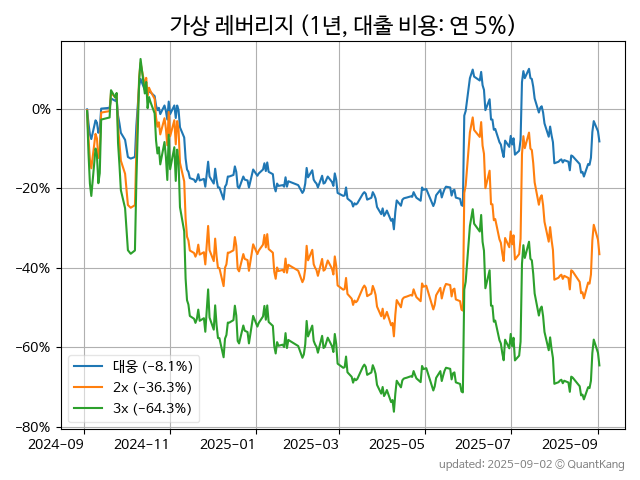 가상 레버리지 (1년, 대출 비용: 연 5%)
0%
−20%
−40%
−60%
−80%
대웅 (−8.1%)
2x (−36.3%)
3x (−64.3%)
2024-09
2024-11
2025-01
2025-03
2025-05
2025-07
2025-09
updated: 2025-09-02 © QuantKang